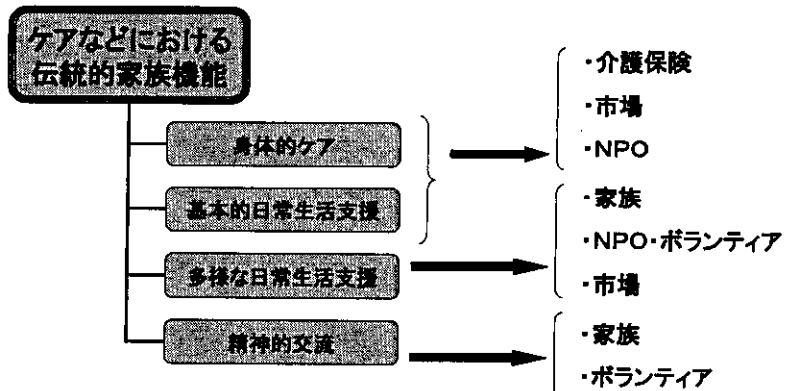 ケアなどにおける
伝統的家族機能
身体的ケア
基本的日常生活支援
多様な日常生活支援
精神的交流
・介護保険
・市場
・NPO
・家族
・NPO・ボランティア
・市場
・家族
・ボランティア